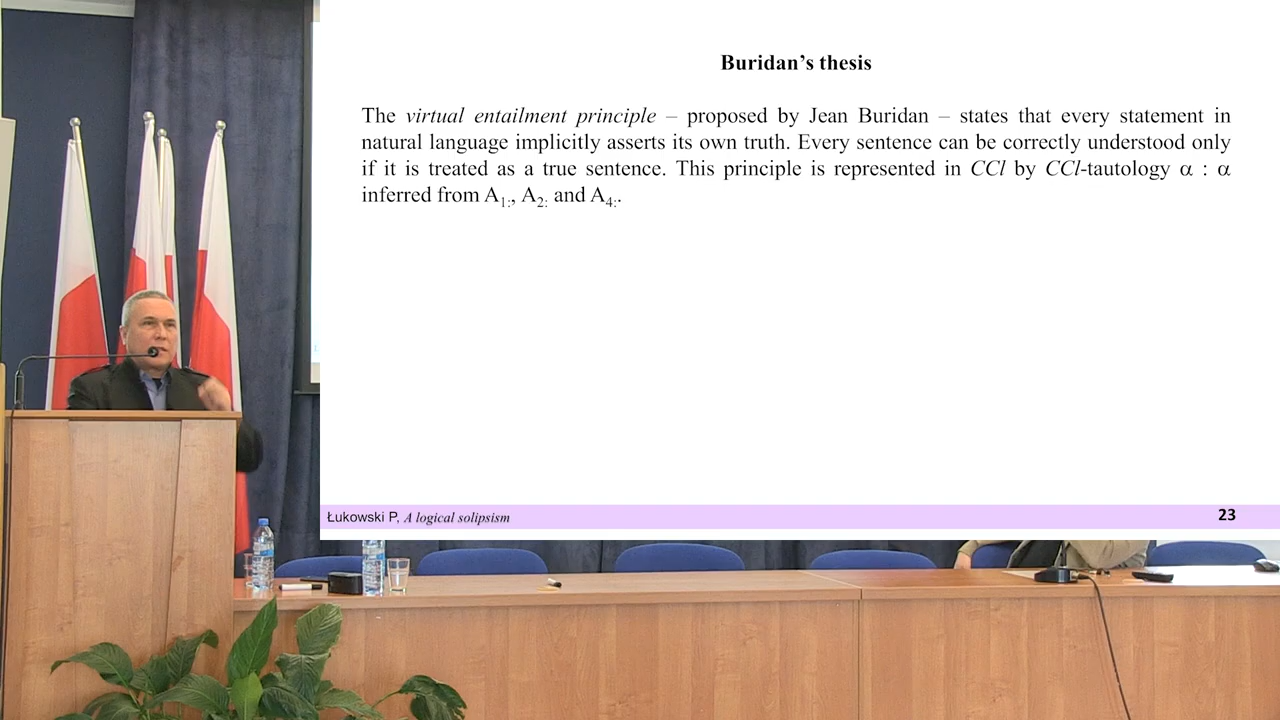 Buridan’s thesis
The virtual entailment principle – proposed by Jean Buridan – states that every statement in
natural language implicitly asserts its own truth. Every sentence can be correctly understood only
if it is treated as a true sentence. This principle is represented in CCl by CCl-tautology α : α
inferred from A1:, A2: and A4:.
Łukowski P, A logical solipsism
23